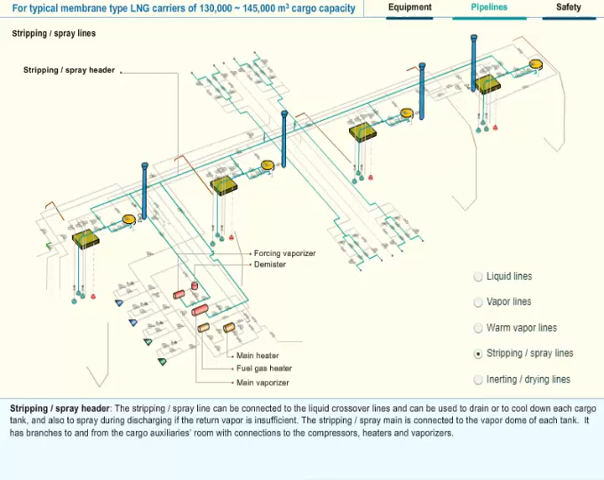 For typical membrane type LNG carriers of 130,000 ~ 145,000 m³ cargo capacity
Equipment
Pipelines
Safety
Stripping / spray lines
Stripping / spray header
Forcing vaporizer
Demister
Liquid lines
Vapor lines
Warm vapor lines
Stripping / spray lines
Inerting / drying lines
Main heater
Fuel gas heater
Main vaporizer
Stripping / spray header: The stripping / spray line can be connected to the liquid crossover lines and can be used to drain or to cool down each cargo
tank, and also to spray during discharging if the return vapor is insufficient. The stripping / spray main is connected to the vapor dome of each tank. It
has branches to and from the cargo auxiliaries' room with connections to the compressors, heaters and vaporizers.